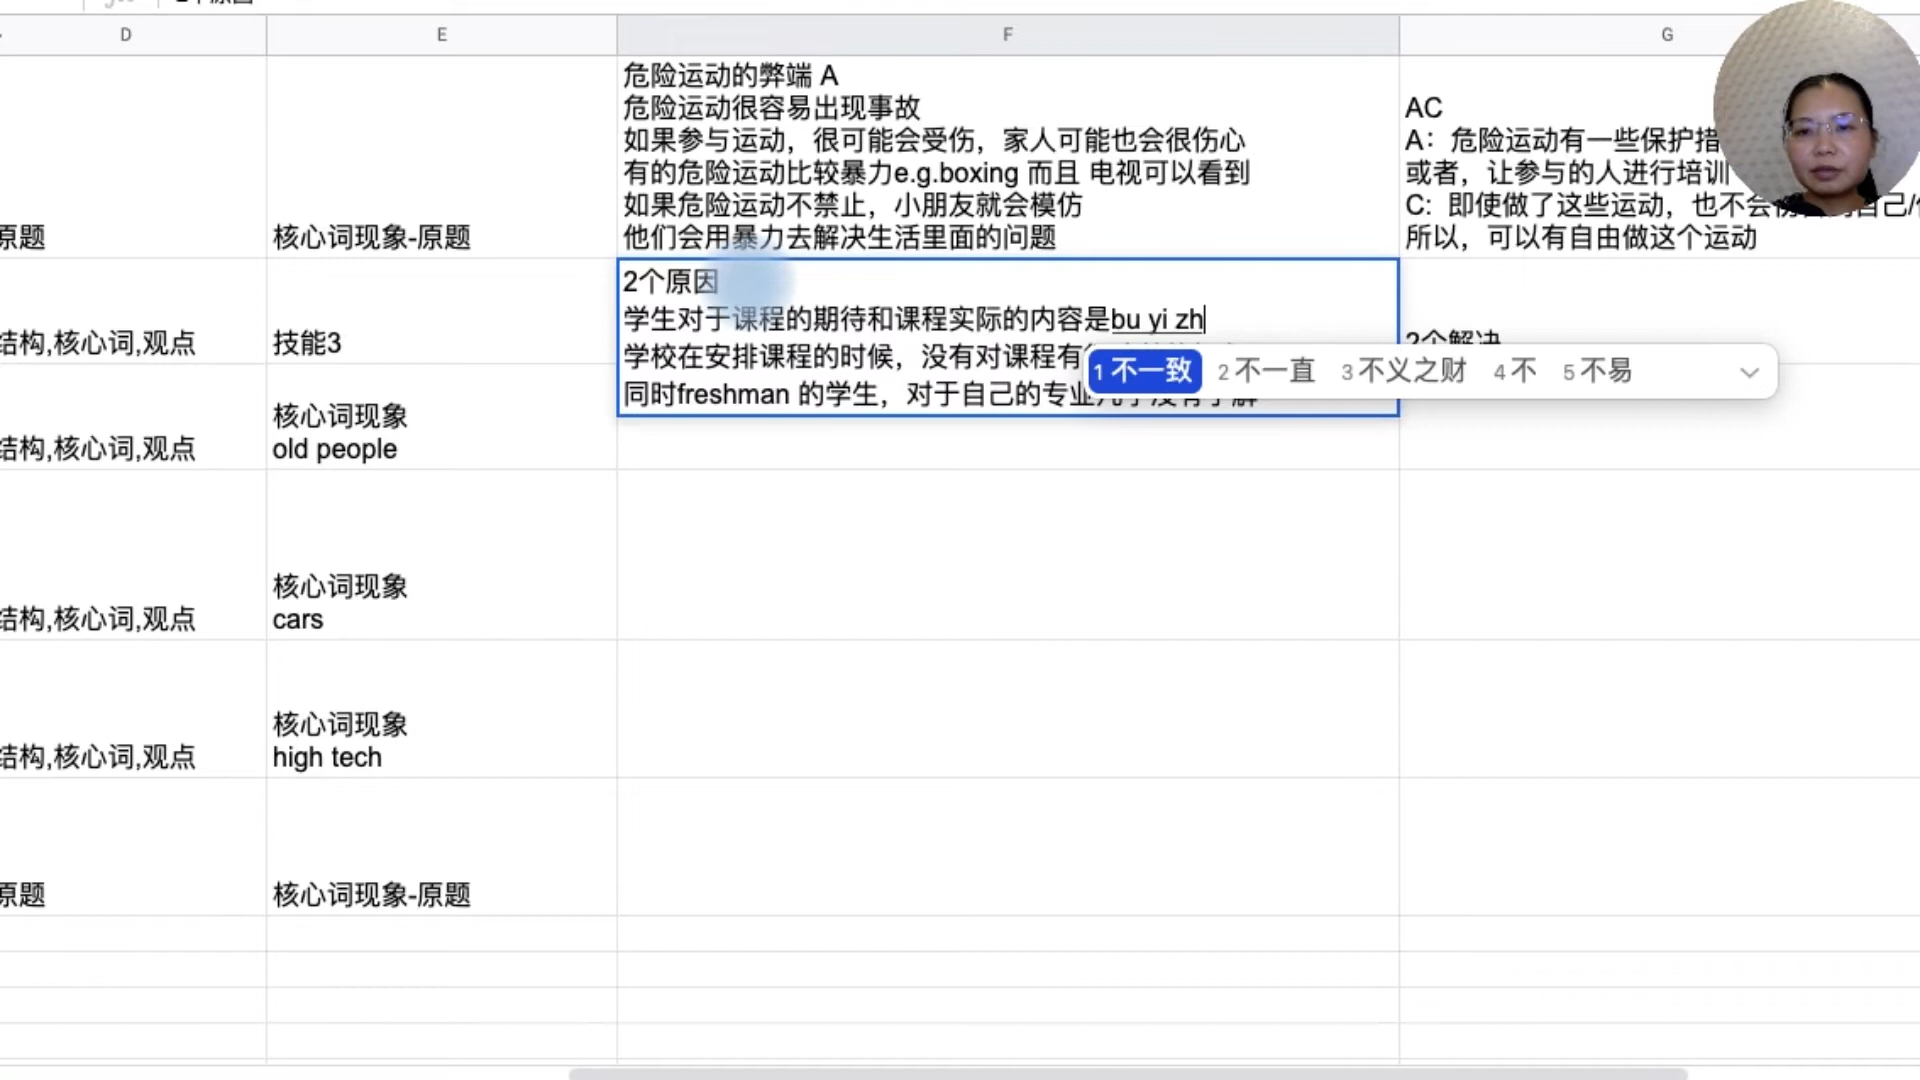 D
E
F
G
危险运动的弊端 A
危险运动很容易出现事故
如果参与运动，很可能会受伤，家人可能也会很伤心
有的危险运动比较暴力e.g.boxing 而且 电视可以看到
如果危险运动不禁止，小朋友就会模仿
他们会用暴力去解决生活里面的问题
AC
A：危险运动有一些保护措
或者，让参与的人进行培训
C：即使做了这些运动，也不会
自己/
所以，可以有自由做这个运动
原题
核心词现象-原题
2个原因
学生对于课程的期待和课程实际的内容是bu yi zh
学校在安排课程的时候，没有对课程有
同时freshman 的学生，对于自己的专业几乎没有了解
1 不一致 2 不一直 3 不义之财 4 不 5 不易
2个解决
结构,核心词,观点
技能3
结构,核心词,观点
核心词现象
old people
结构,核心词,观点
核心词现象
cars
结构,核心词,观点
核心词现象
high tech
原题
核心词现象-原题